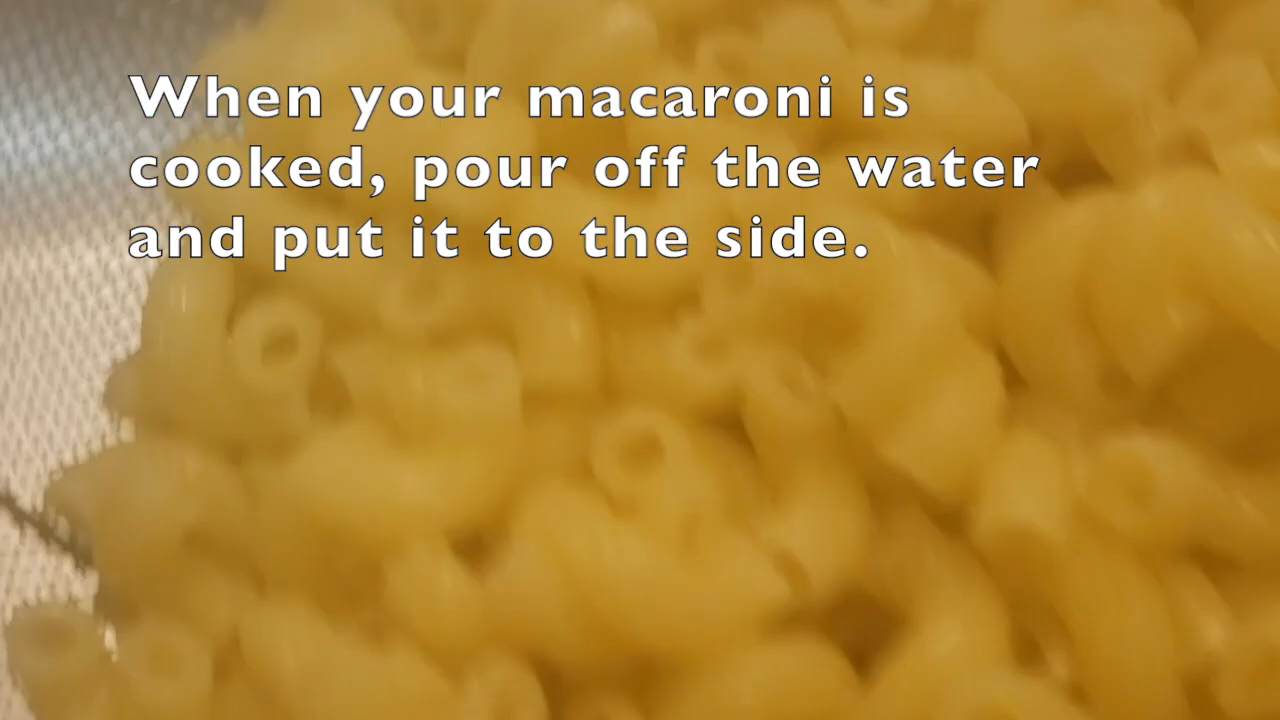 When your macaroni is
cooked, pour off the water
and put it to the side.